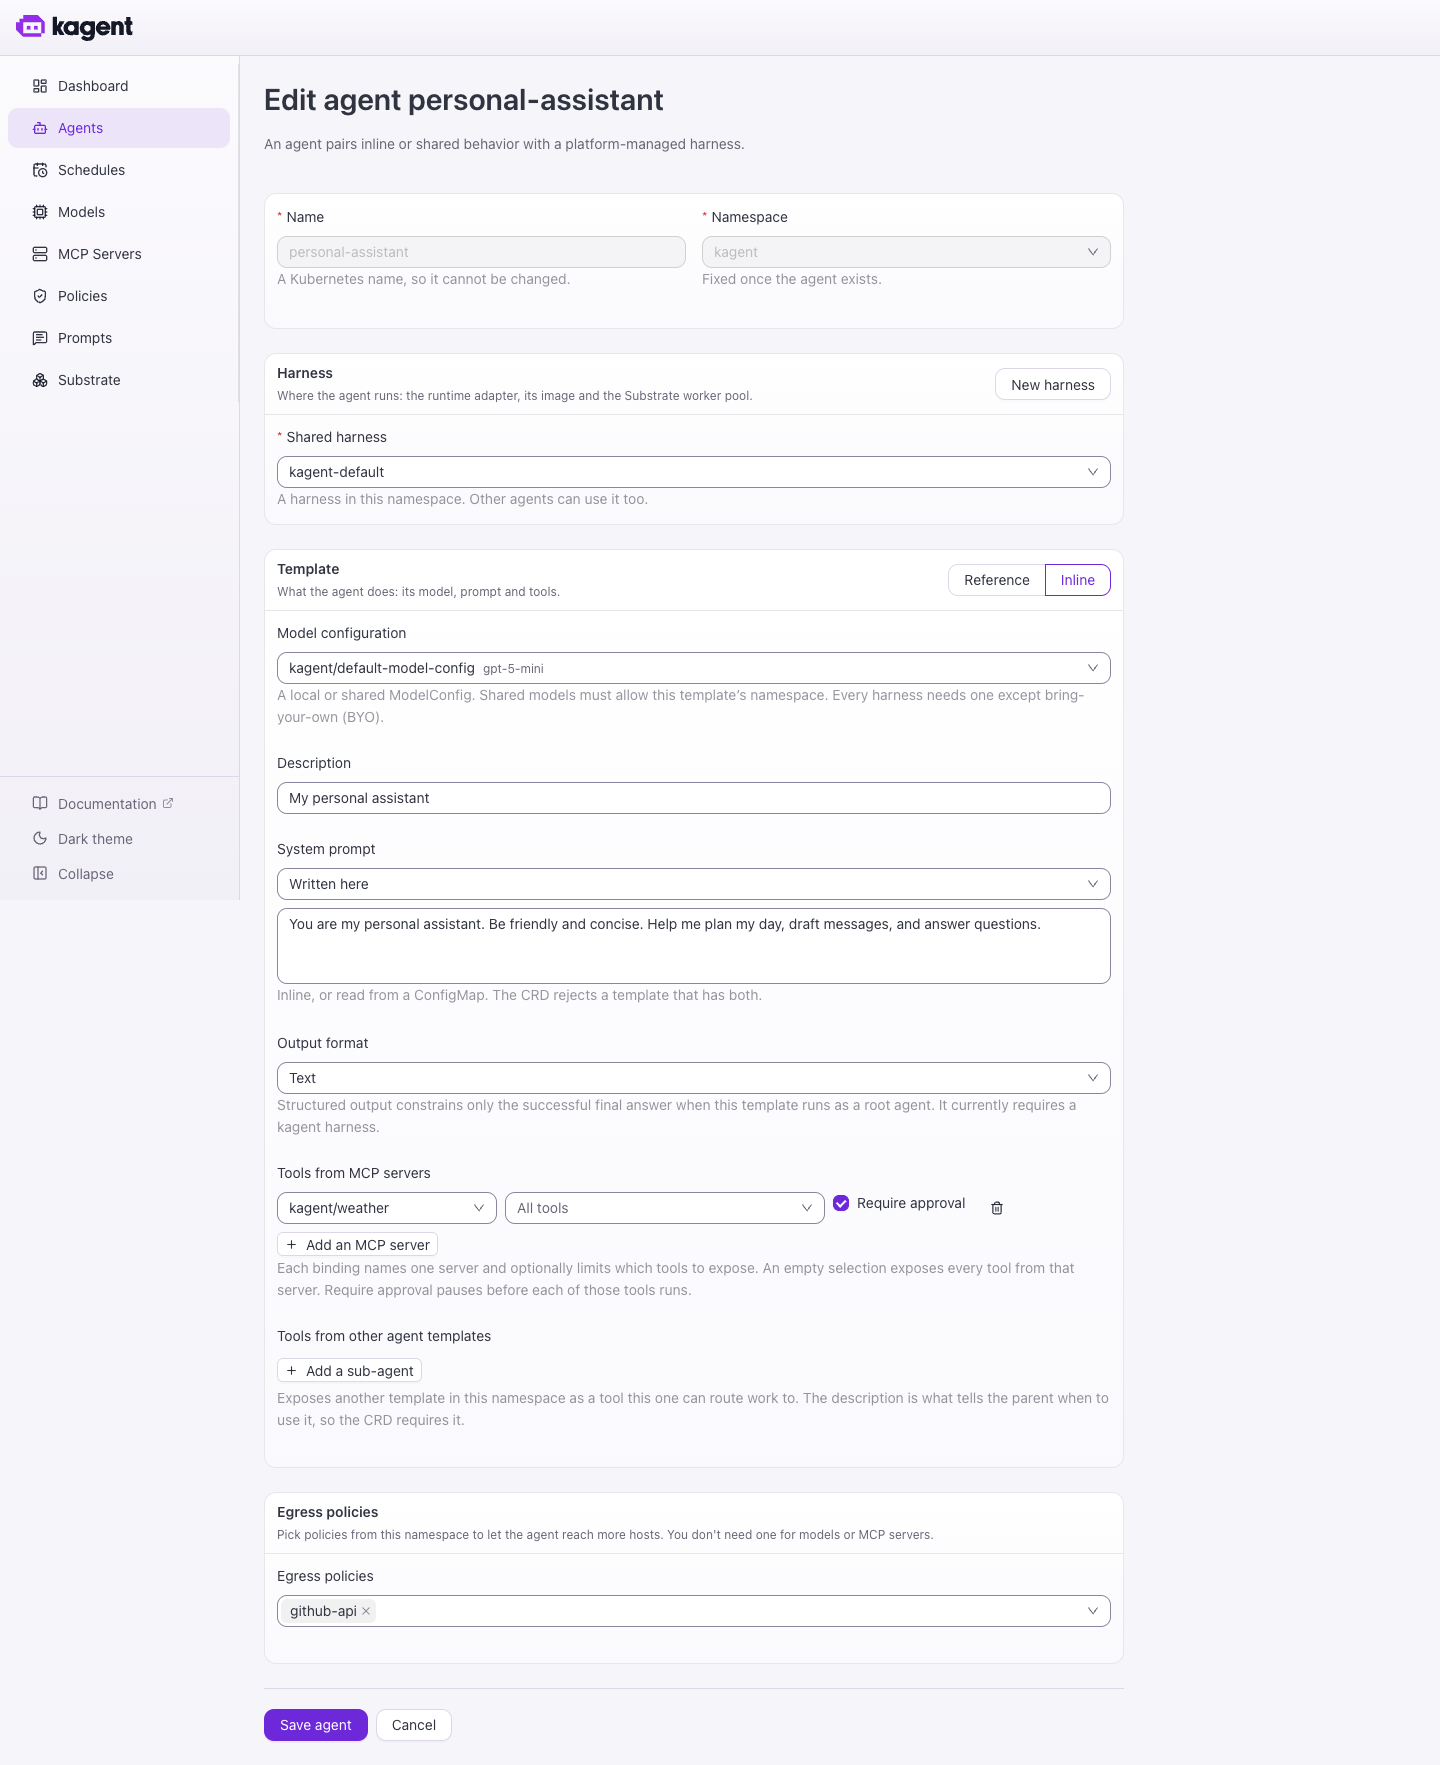 kagent
Dashboard
Agents
Schedules
Models
MCP Servers
Policies
Prompts
Substrate
Documentation
Dark theme
Collapse
Edit agent personal-assistant
An agent pairs inline or shared behavior with a platform-managed harness.
* Name
personal-assistant
A Kubernetes name, so it cannot be changed.
* Namespace
kagent
Fixed once the agent exists.
Harness
Where the agent runs: the runtime adapter, its image and the Substrate worker pool.
New harness
* Shared harness
kagent-default
A harness in this namespace. Other agents can use it too.
Template
What the agent does: its model, prompt and tools.
Reference
Inline
Model configuration
kagent/default-model-config gpt-5-mini
A local or shared ModelConfig. Shared models must allow this template’s namespace. Every harness needs one except bring-
your-own (BYO).
Description
My personal assistant
System prompt
Written here
You are my personal assistant. Be friendly and concise. Help me plan my day, draft messages, and answer questions.
Inline, or read from a ConfigMap. The CRD rejects a template that has both.
Output format
Text
Structured output constrains only the successful final answer when this template runs as a root agent. It currently requires a
kagent harness.
Tools from MCP servers
kagent/weather
All tools
Require approval
+ Add an MCP server
Each binding names one server and optionally limits which tools to expose. An empty selection exposes every tool from that
server. Require approval pauses before each of those tools runs.
Tools from other agent templates
+ Add a sub-agent
Exposes another template in this namespace as a tool this one can route work to. The description is what tells the parent when to
use it, so the CRD requires it.
Egress policies
Pick policies from this namespace to let the agent reach more hosts. You don't need one for models or MCP servers.
Egress policies
github-api
Save agent
Cancel